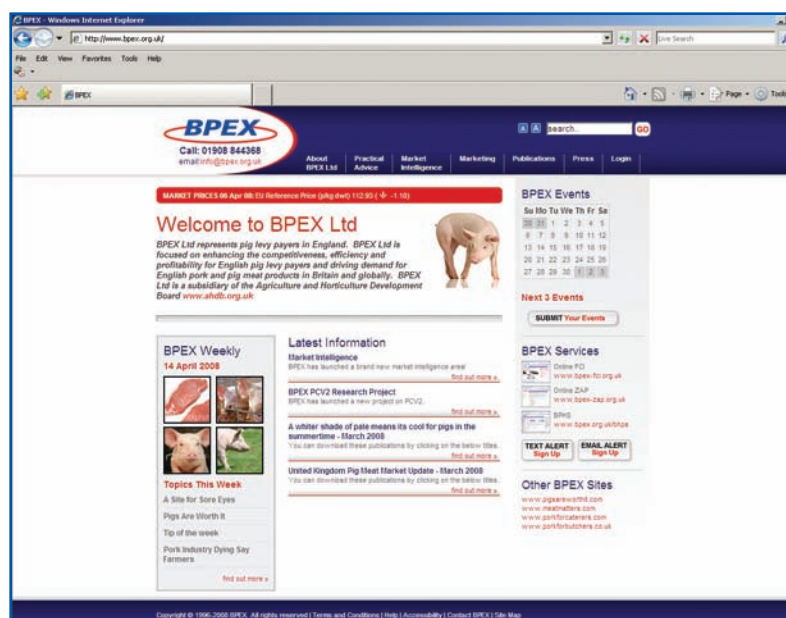 BPEX - Windows Internet Explorer
http://www.bpex.org.uk/
Live Search
File Edit View Favorites Tools Help
BPEX
Page Tools
BPEX
Call: 01908 844368
email:info@bpex.org.uk
A A search.. GO
About BPEX Ltd
Practical Advice
Market Intelligence
Marketing
Publications
Press
Login
MARKET PRICES 06 Apr 08: EU Reference Price (p/kg dwt) 112.93 ( -1.10)
Welcome to BPEX Ltd
BPEX Ltd represents pig levy payers in England. BPEX Ltd is
focused on enhancing the competitiveness, efficiency and
profitability for English pig levy payers and driving demand for
English pork and pig meat products in Britain and globally. BPEX
Ltd is a subsidiary of the Agriculture and Horticulture Development
Board www.ahdb.org.uk
BPEX Weekly
14 April 2008
Topics This Week
A Site for Sore Eyes
Pigs Are Worth It
Tip of the week
Pork Industry Dying Say
Farmers
find out more »
Latest Information
Market Intelligence
BPEX has launched a brand new market intelligence area!
find out more »
BPEX PCV2 Research Project
BPEX has launched a new project on PCV2.
find out more »
A whiter shade of pale means its cool for pigs in the
summertime - March 2008
You can download these publications by clicking on the below titles.
find out more »
United Kingdom Pig Meat Market Update - March 2008
You can download these publications by clicking on the below titles.
find out more »
BPEX Events
Su Mo Tu We Th Fr Sa
30 31 1 2 3 4 5
6 7 8 9 10 11 12
13 14 15 16 17 18 19
20 21 22 23 24 25 26
27 28 29 30 1 2 3
Next 3 Events
SUBMIT Your Events
BPEX Services
Online FCI
www.bpex-fci.org.uk
Online ZAP
www.bpex-zap.org.uk
BPHS
www.bpex.org.uk/bhps
TEXT ALERT
Sign Up
EMAIL ALERT
Sign Up
Other BPEX Sites
www.pigsareworthit.com
www.meatmatters.com
www.porkforcaterers.com
www.porkforbutchers.co.uk
Copyright © 1996-2008 BPEX. All rights reserved | Terms and Conditions | Help | Accessibility | Contact BPEX | Site Map